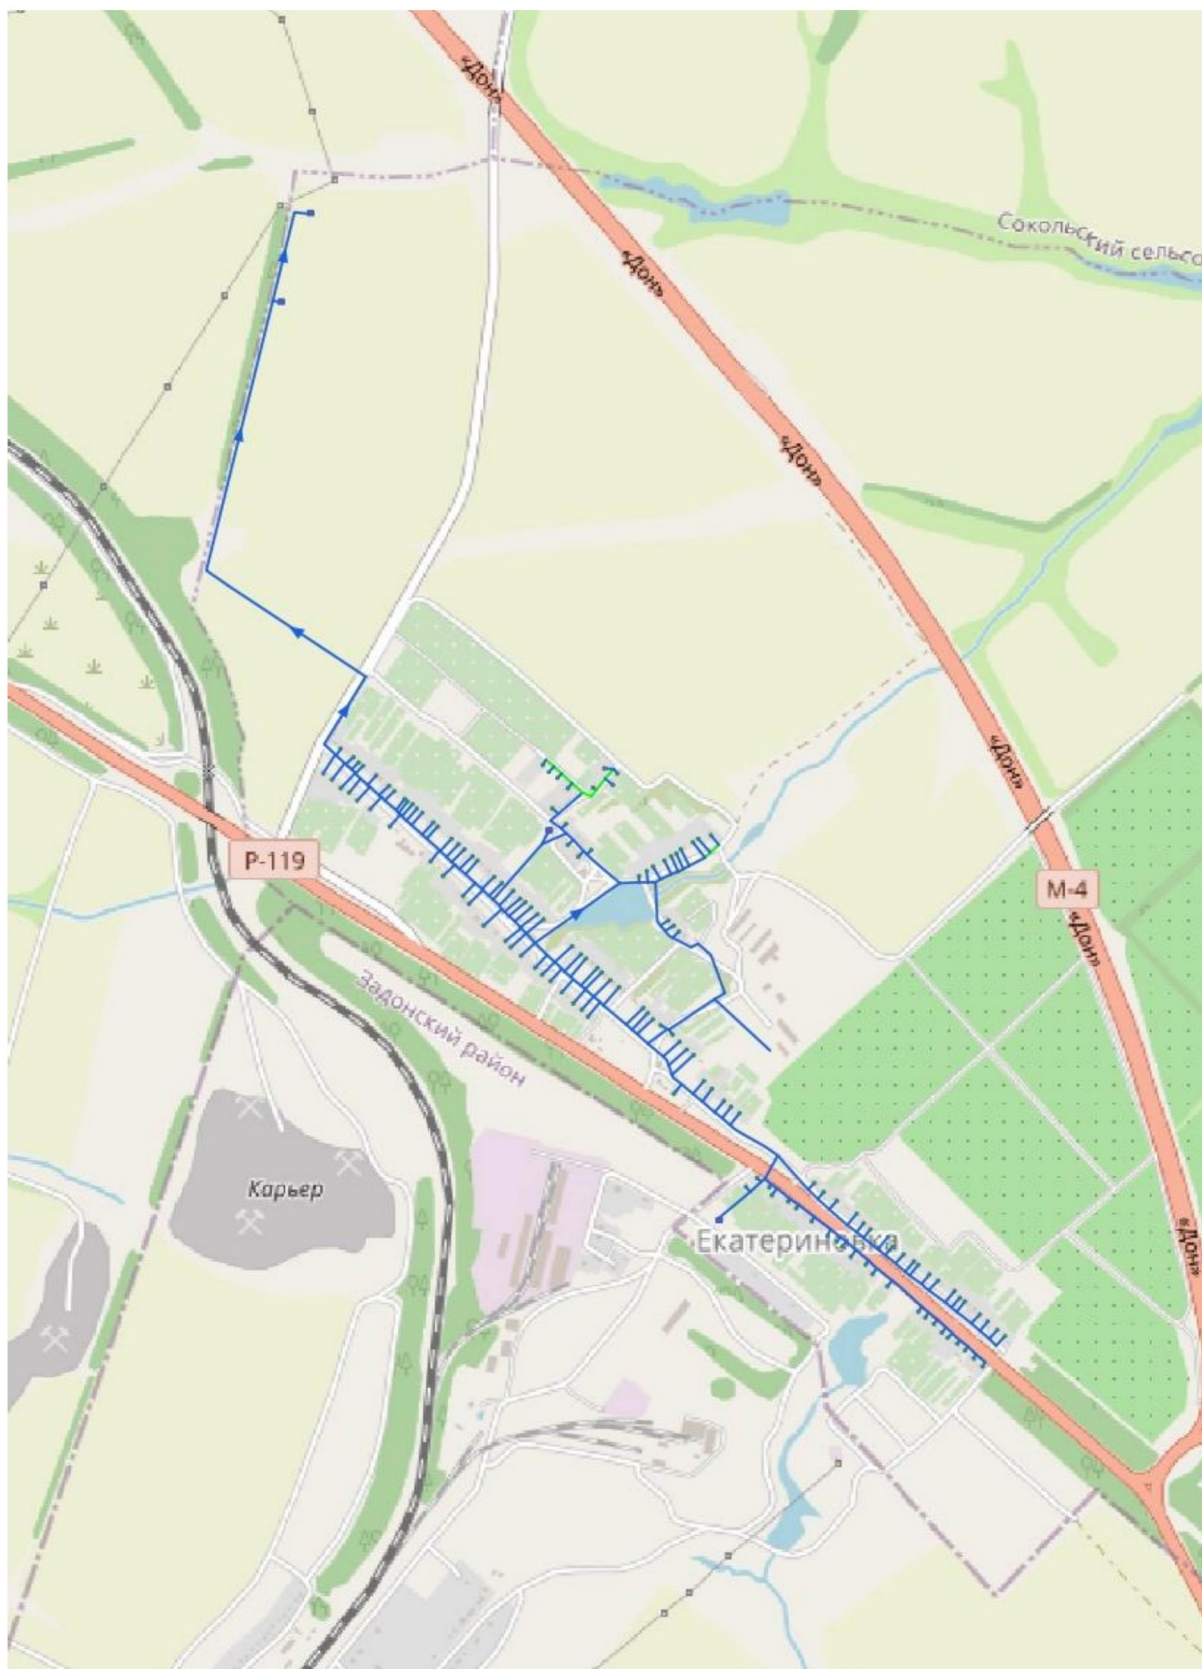 «Дон»
Сокольский сельсо
«Дон»
«Дон»
«Дон»
Р-119
М-4
«Дон»
Задонский район
Карьер
Екатериновка
«Дон»